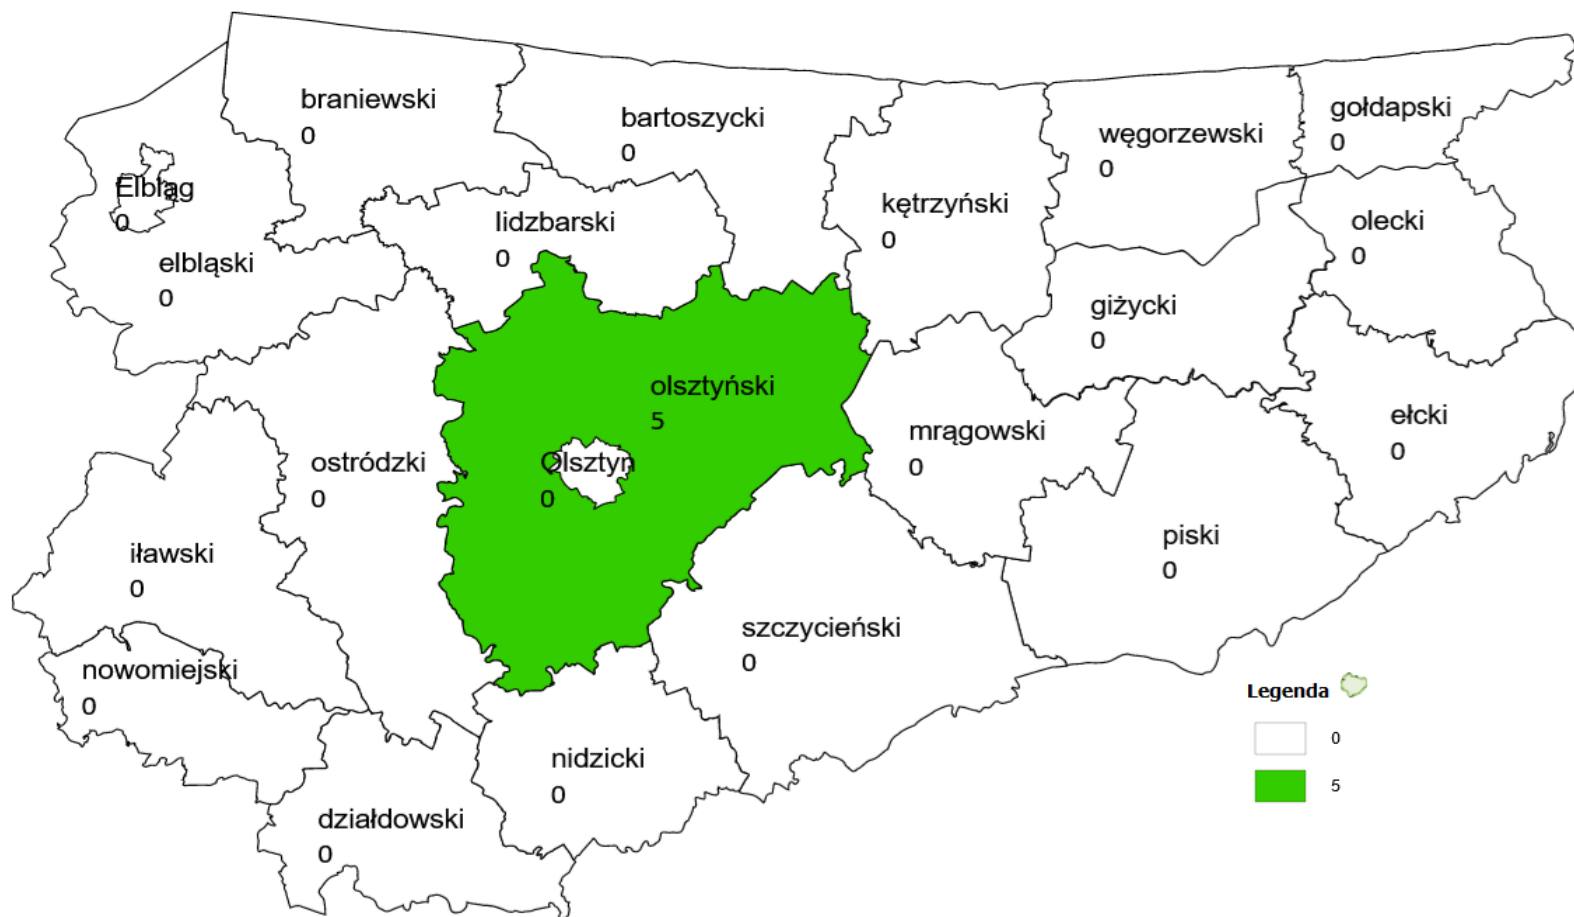 braniewski
0
bartoszycki
0
gołdapski
0
węgorzewski
0
Elbląg
0
kętrzyński
0
lidzbarski
0
olecki
0
elbląski
0
giżycki
0
olsztyński
5
ełcki
0
mrągowski
0
ostródzki
0
Olsztyn
0
iławski
0
piski
0
szczycieński
0
nowomiejski
0
Legenda
0
5
nidzicki
0
działdowski
0